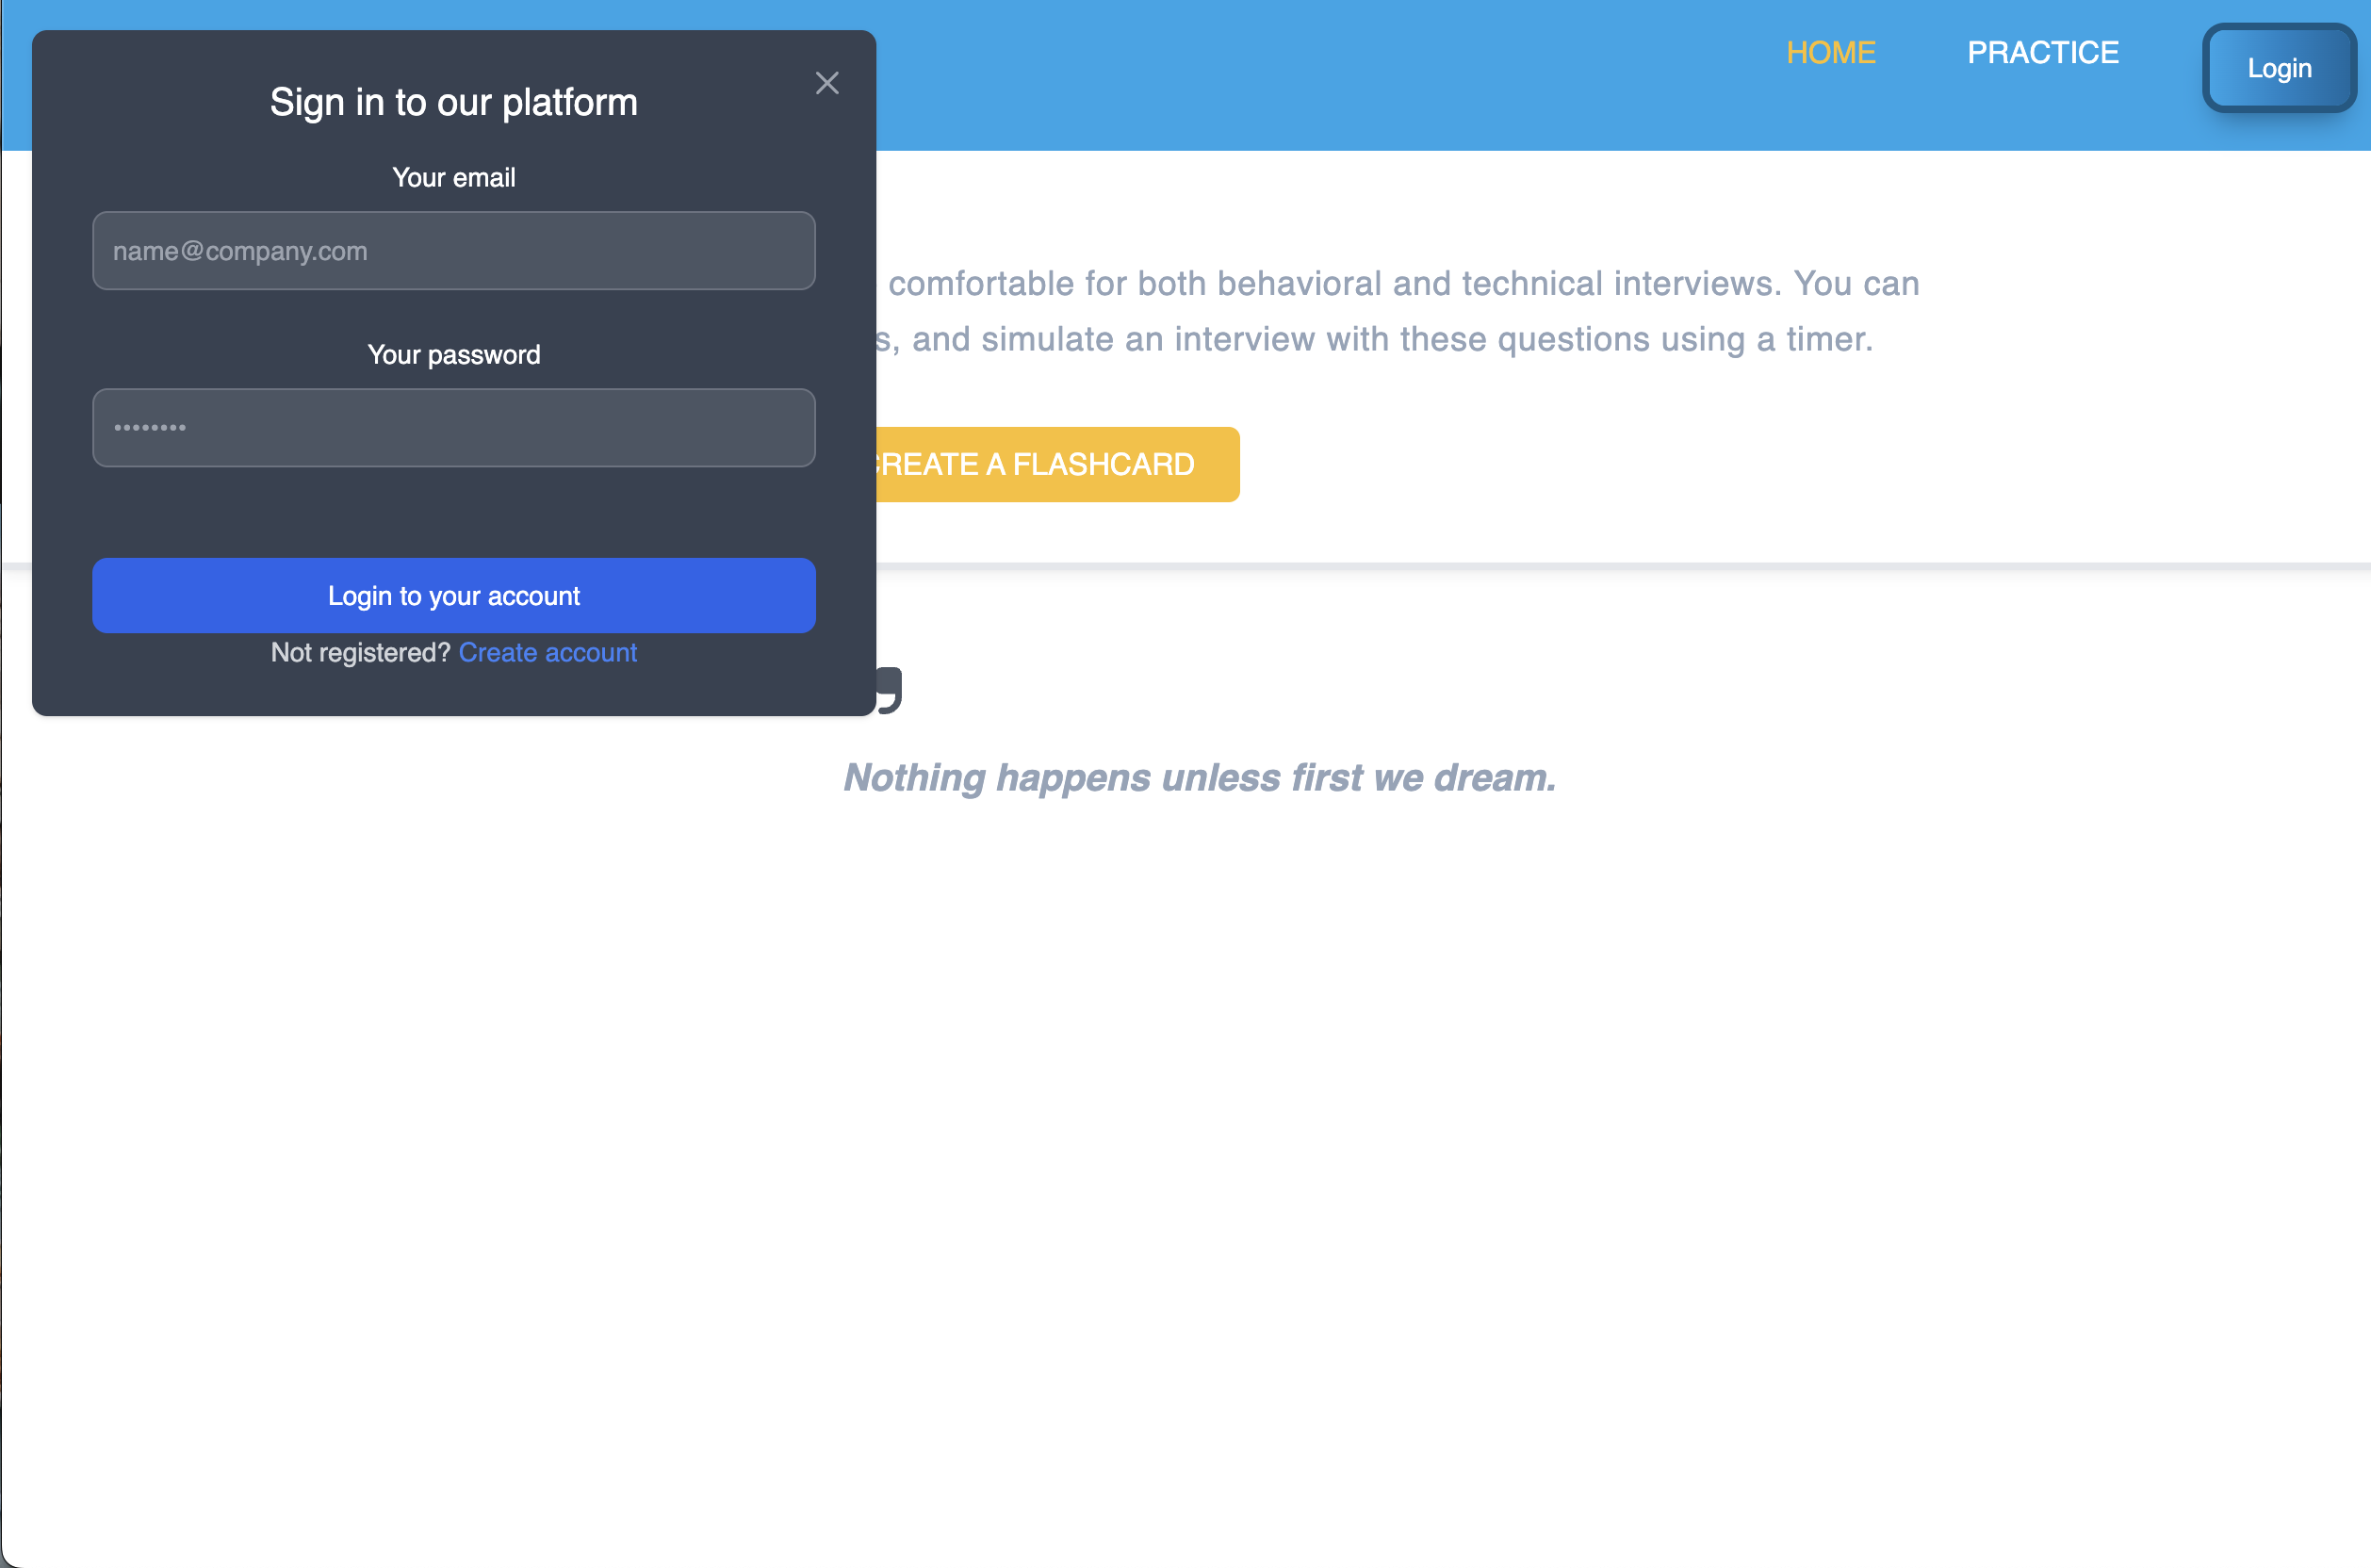 HOME
PRACTICE
Login
Sign in to our platform
Your email
name@company.com
Your password
••••••••
Login to your account
Not registered? Create account
comfortable for both behavioral and technical interviews. You can
s, and simulate an interview with these questions using a timer.
CREATE A FLASHCARD
Nothing happens unless first we dream.